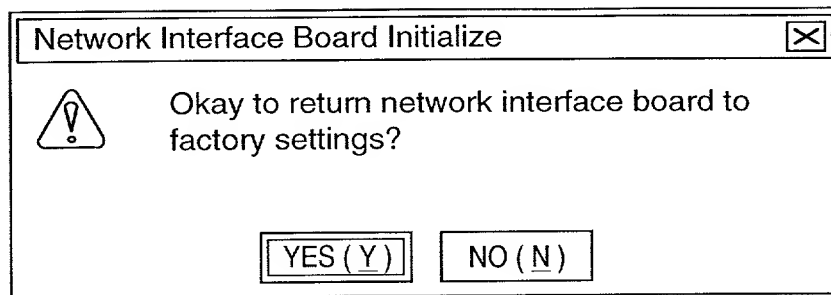 Network Interface Board Initialize
Okay to return network interface board to
factory settings?
YES ( Y )
NO ( N )